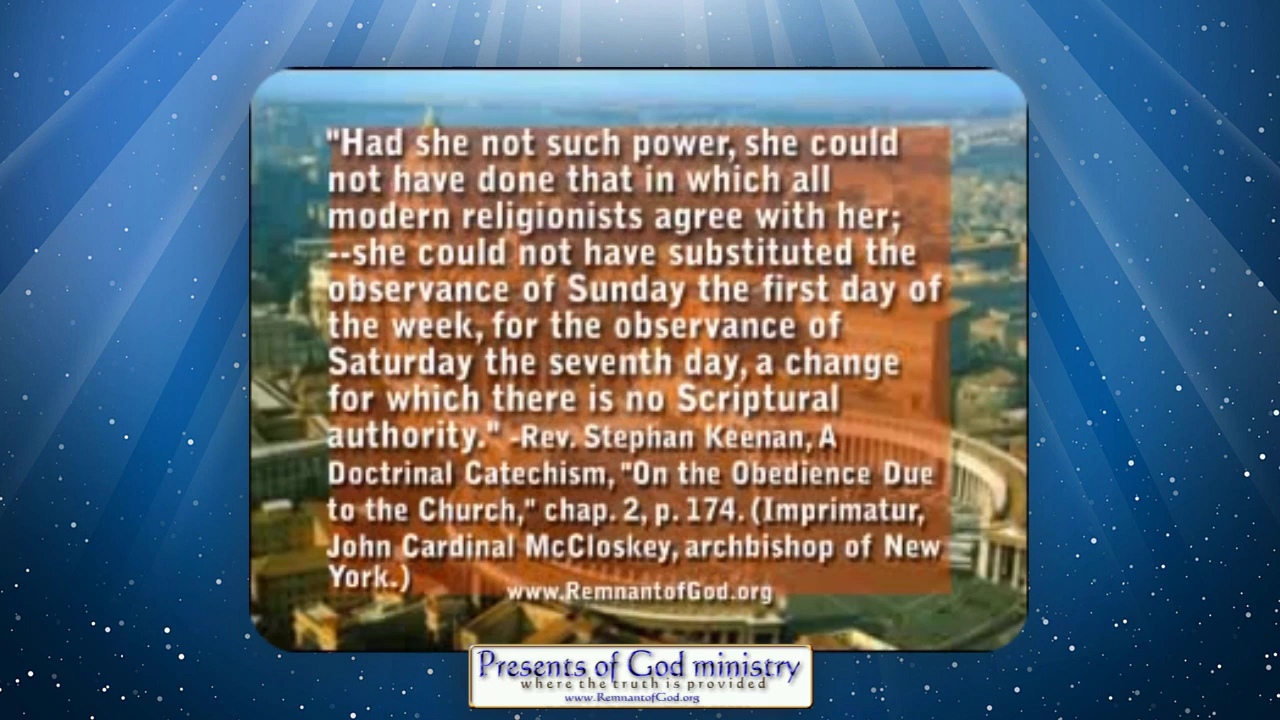 "Had she not such power, she could
not have done that in which all
modern religionists agree with her;
--she could not have substituted the
observance of Sunday the first day of
the week, for the observance of
Saturday the seventh day, a change
for which there is no Scriptural
authority." -Rev. Stephan Keenan, A
Doctrinal Catechism, "On the Obedience Due
to the Church," chap. 2, p. 174. (Imprimatur,
John Cardinal McCloskey, archbishop of New
York.)
www.RemnantofGod.org
Presents of God ministry
where the truth is provided
www.RemnantofGod.org